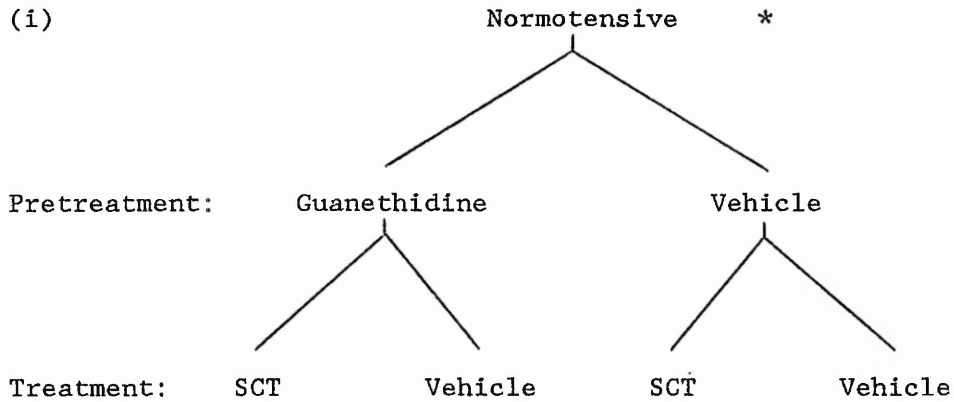 (i) Normotensive *
Pretreatment: Guanethidine Vehicle
Treatment: SCT Vehicle SCT Vehicle